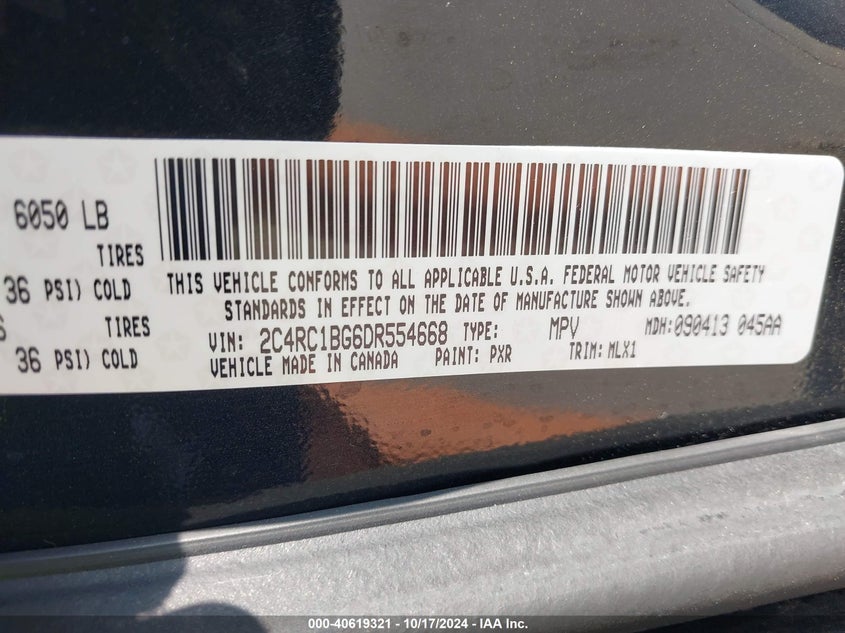 6050 LB
TIRES
36 PSI) COLD
TIRES
36 PSI) COLD
THIS VEHICLE CONFORMS TO ALL APPLICABLE U.S.A. FEDERAL MOTOR VEHICLE SAFETY
STANDARDS IN EFFECT ON THE DATE OF MANUFACTURE SHOWN ABOVE.
VIN: 2C4RC1BG6DR554668 TYPE: MPV MDH:090413 045AA
VEHICLE MADE IN CANADA PAINT: PXR TRIM: MLX1
000-40619321 - 10/17/2024 - IAA Inc.